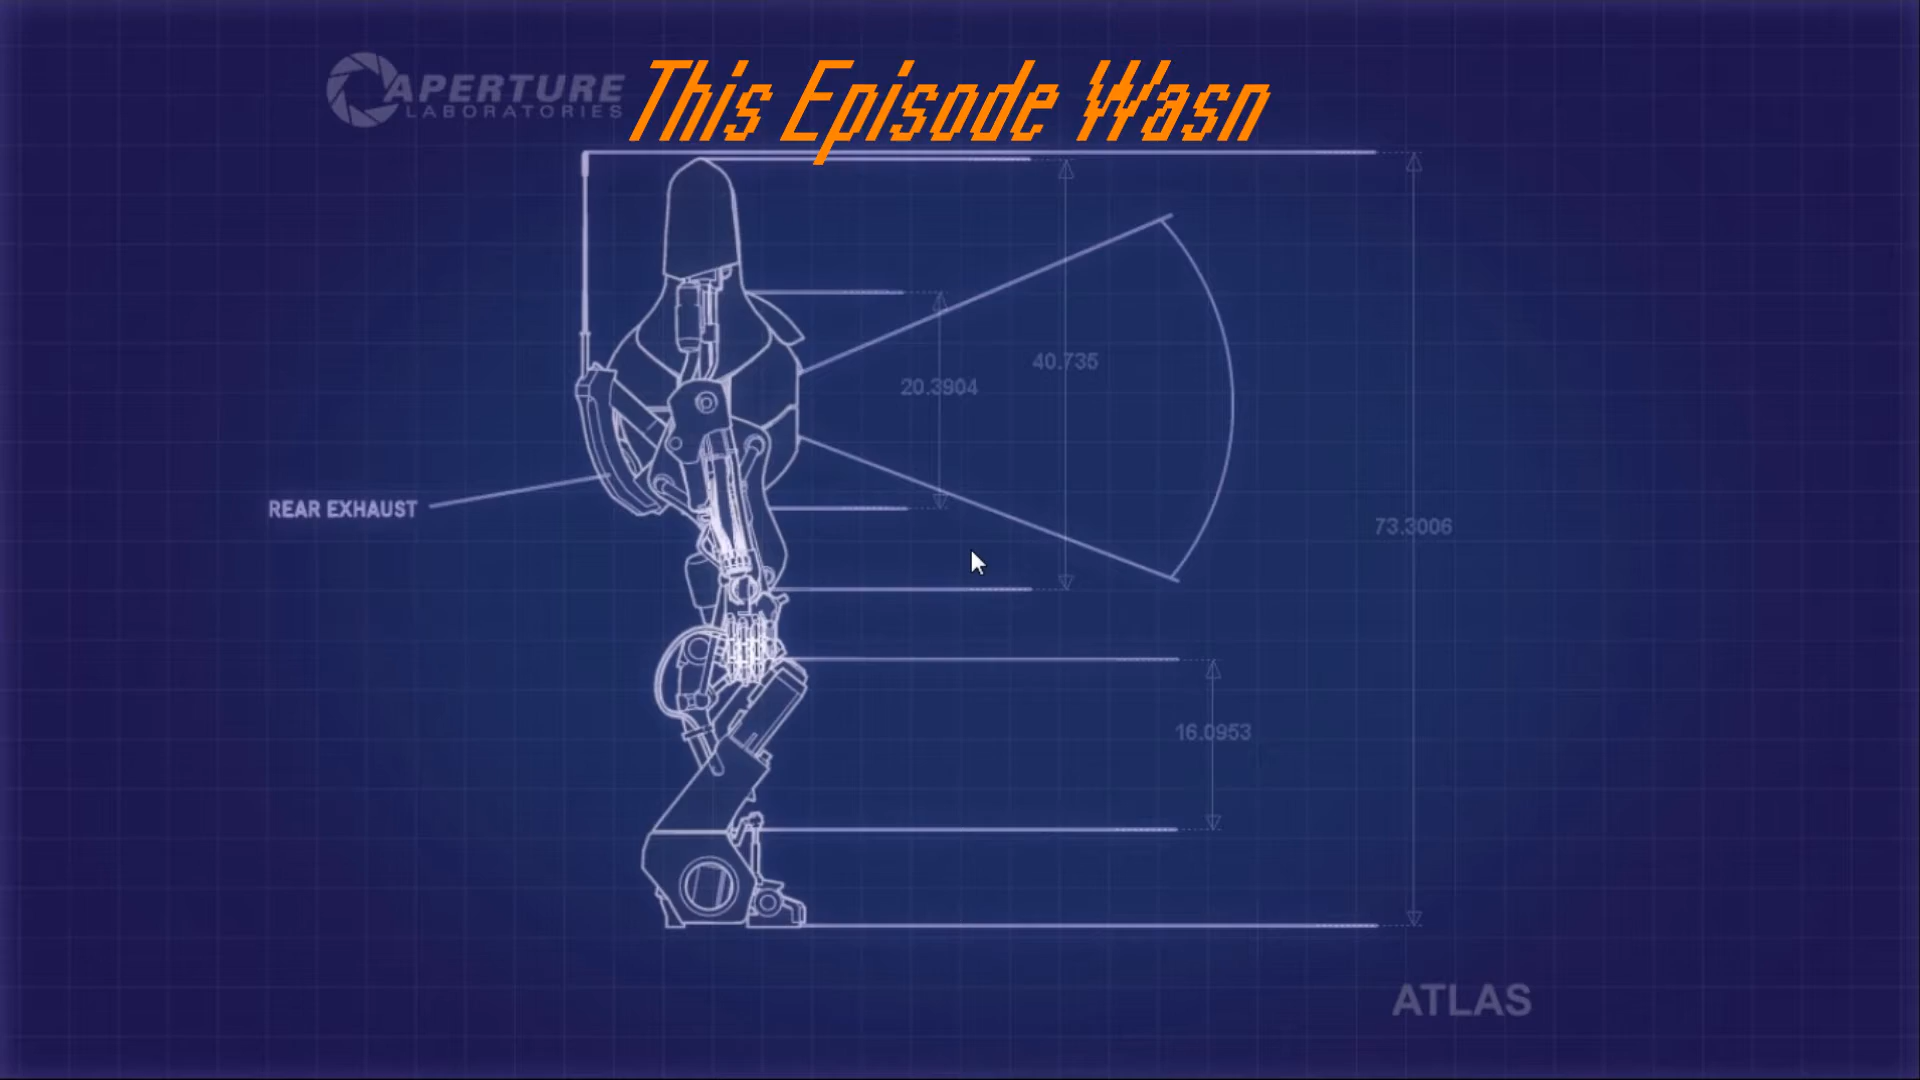 This Episode Wasn
APERTURE
LABORATORIES
40.735
20.3904
REAR EXHAUST
73.3006
16.0953
ATLAS